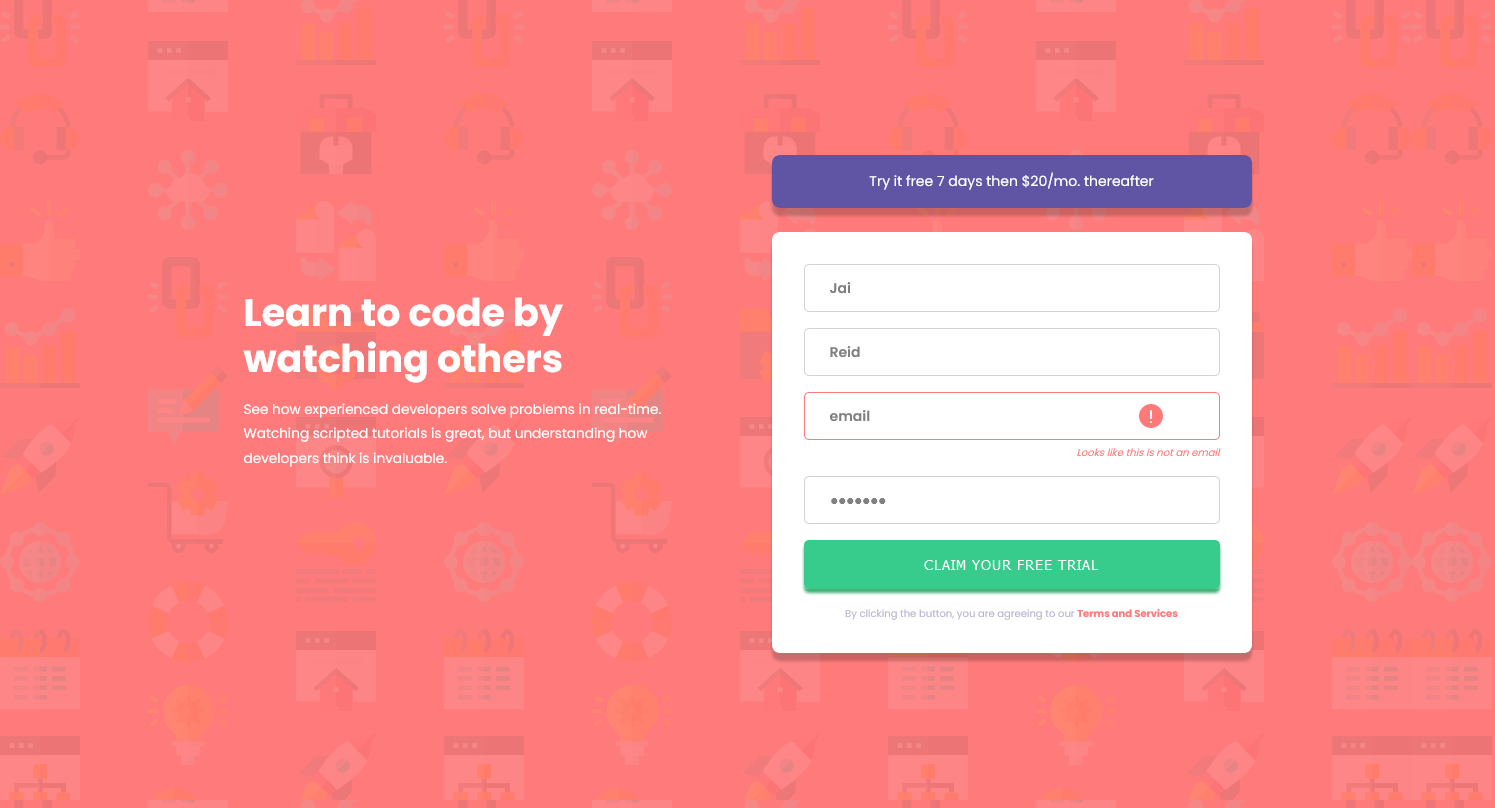 Learn to code by
watching others
See how experienced developers solve problems in real-time.
Watching scripted tutorials is great, but understanding how
developers think is invaluable.
Try it free 7 days then $20/mo. thereafter
Jai
Reid
email
!
Looks like this is not an email
•••••••
CLAIM YOUR FREE TRIAL
By clicking the button, you are agreeing to our Terms and Services